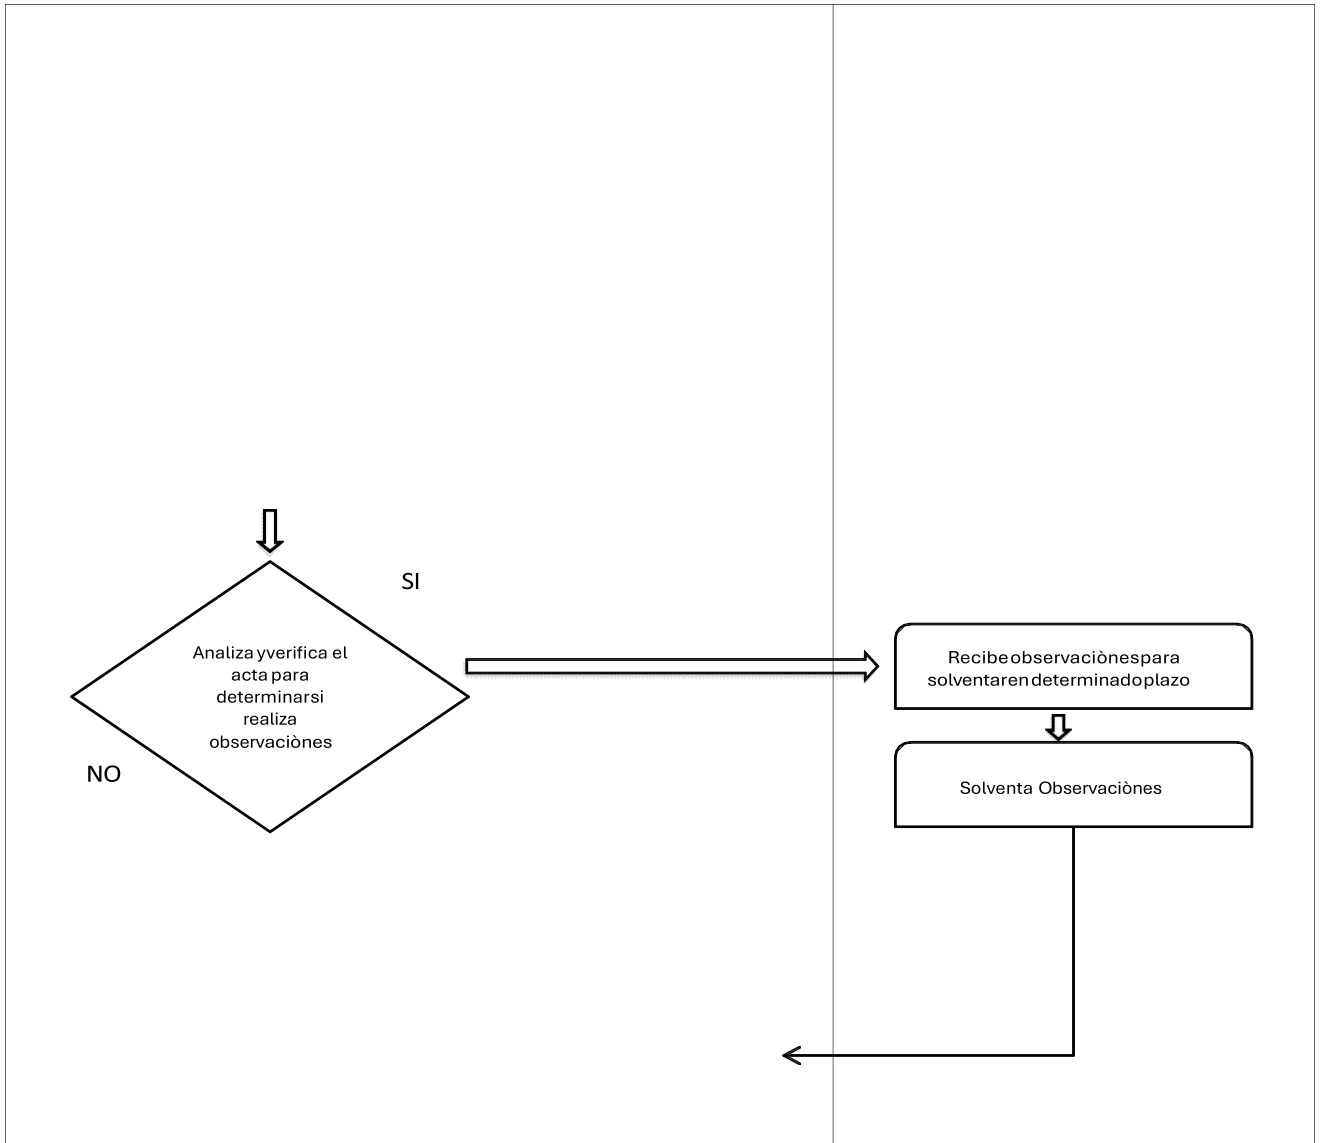 SI
Analiza yverifica el
acta para
determinarsi
realiza
observaciònes
NO
Recibeobservaciònespara
solventarendeterminadoplazo
Solventa Observaciònes